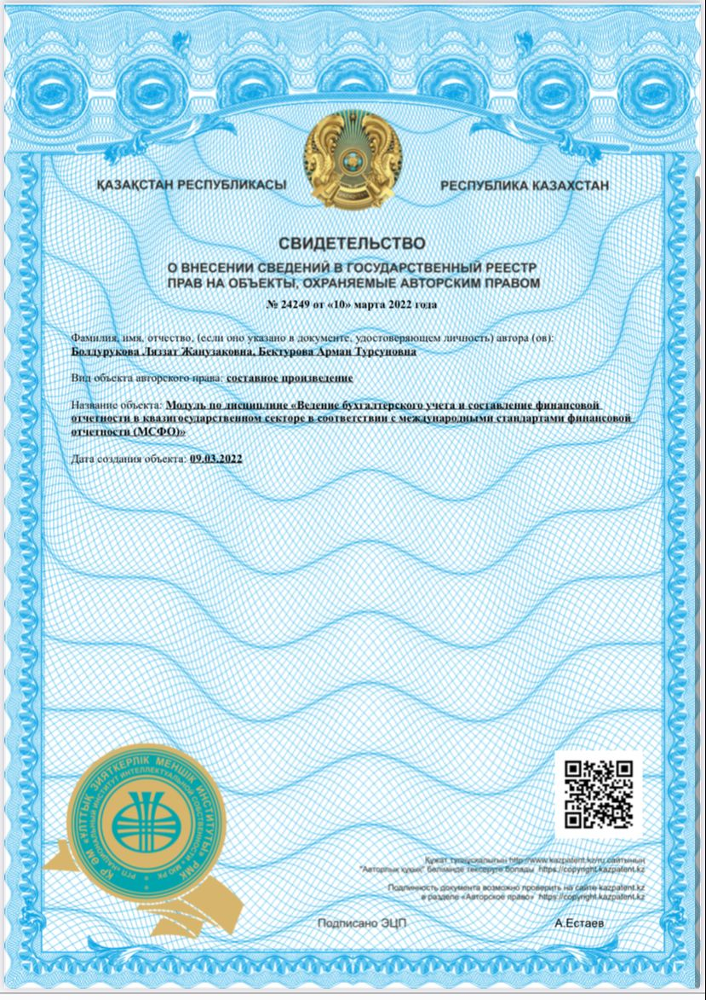 ҚАЗАҚСТАН РЕСПУБЛИКАСЫ
РЕСПУБЛИКА КАЗАХСТАН
СВИДЕТЕЛЬСТВО
О ВНЕСЕНИИ СВЕДЕНИЙ В ГОСУДАРСТВЕННЫЙ РЕЕСТР
ПРАВ НА ОБЪЕКТЫ, ОХРАНЯЕМЫЕ АВТОРСКИМ ПРАВОМ
№ 24249 от «10» марта 2022 года
Фамилия, имя, отчество, (если оно указано в документе, удостоверяющем личность) автора (ов):
Болдурукова Ляззат Жанузаковна, Бектурова Арман Турсуновна
Вид объекта авторского права: составное произведение
Название объекта: Модуль по дисциплине «Ведение бухгалтерского учета и составление финансовой
отчетности в квазигосударственном секторе в соответствии с международными стандартами финансовой
отчетности (МСФО)»
Дата создания объекта: 09.03.2022
ҚР ӘМ «ҰЛТТЫҚ ЗИЯТКЕРЛІК МЕНШІК ИНСТИТУТЫ» РМК
РГП «НАЦИОНАЛЬНЫЙ ИНСТИТУТ ИНТЕЛЛЕКТУАЛЬНОЙ СОБСТВЕННОСТИ» МЮ РК
Құжат түпнұсқалығын http://www.kazpatent.kz/ru сайтының
"Авторлық құқық" бөлімінде тексеруге болады https://copyright.kazpatent.kz
Подлинность документа возможно проверить на сайте kazpatent.kz
в разделе «Авторское право» https://copyright.kazpatent.kz
Подписано ЭЦП
А.Естаев